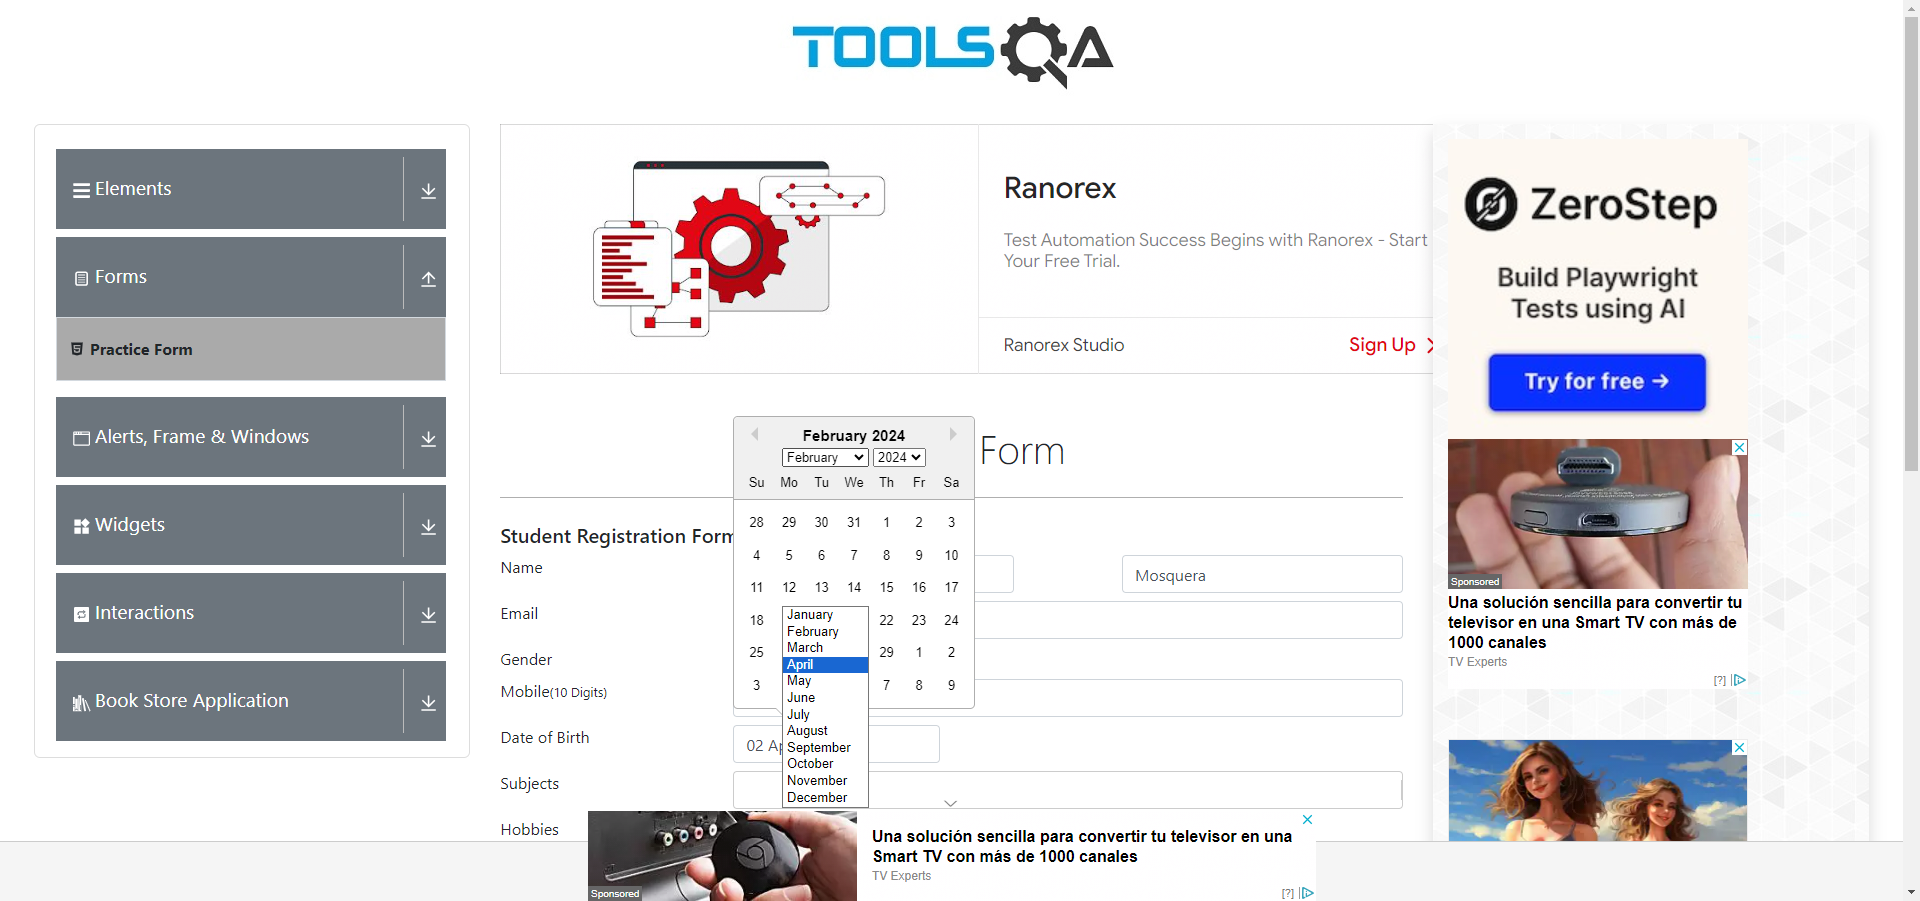 TOOLSQA
Elements
Forms
Practice Form
Alerts, Frame & Windows
Widgets
Interactions
Book Store Application
Ranorex
Test Automation Success Begins with Ranorex - Start
Your Free Trial.
Ranorex Studio
Sign Up
Form
Student Registration Form
Name
Mosquera
Email
Gender
Mobile(10 Digits)
Date of Birth
02 Ap
Subjects
Hobbies
February 2024
February 2024
Su Mo Tu We Th Fr Sa
28 29 30 31 1 2 3
4 5 6 7 8 9 10
11 12 13 14 15 16 17
18 22 23 24
25 29 1 2
3 7 8 9
January
February
March
April
May
June
July
August
September
October
November
December
ZeroStep
Build Playwright
Tests using AI
Try for free →
Sponsored
Una solución sencilla para convertir tu
televisor en una Smart TV con más de
1000 canales
TV Experts
[?]
Sponsored
Una solución sencilla para convertir tu televisor en una
Smart TV con más de 1000 canales
TV Experts
[?]